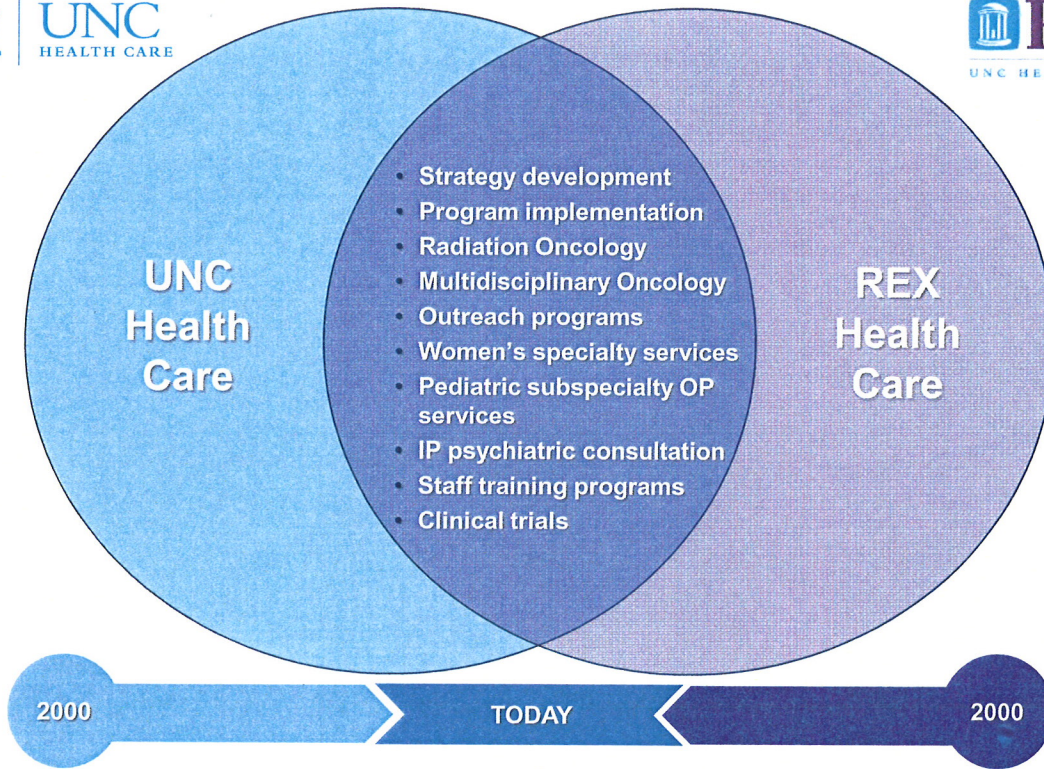 UNC
HEALTH CARE
UNC HE
• Strategy development
• Program implementation
• Radiation Oncology
• Multidisciplinary Oncology
• Outreach programs
• Women's specialty services
• Pediatric subspecialty OP
services
• IP psychiatric consultation
• Staff training programs
• Clinical trials
UNC
Health
Care
REX
Health
Care
2000
TODAY
2000